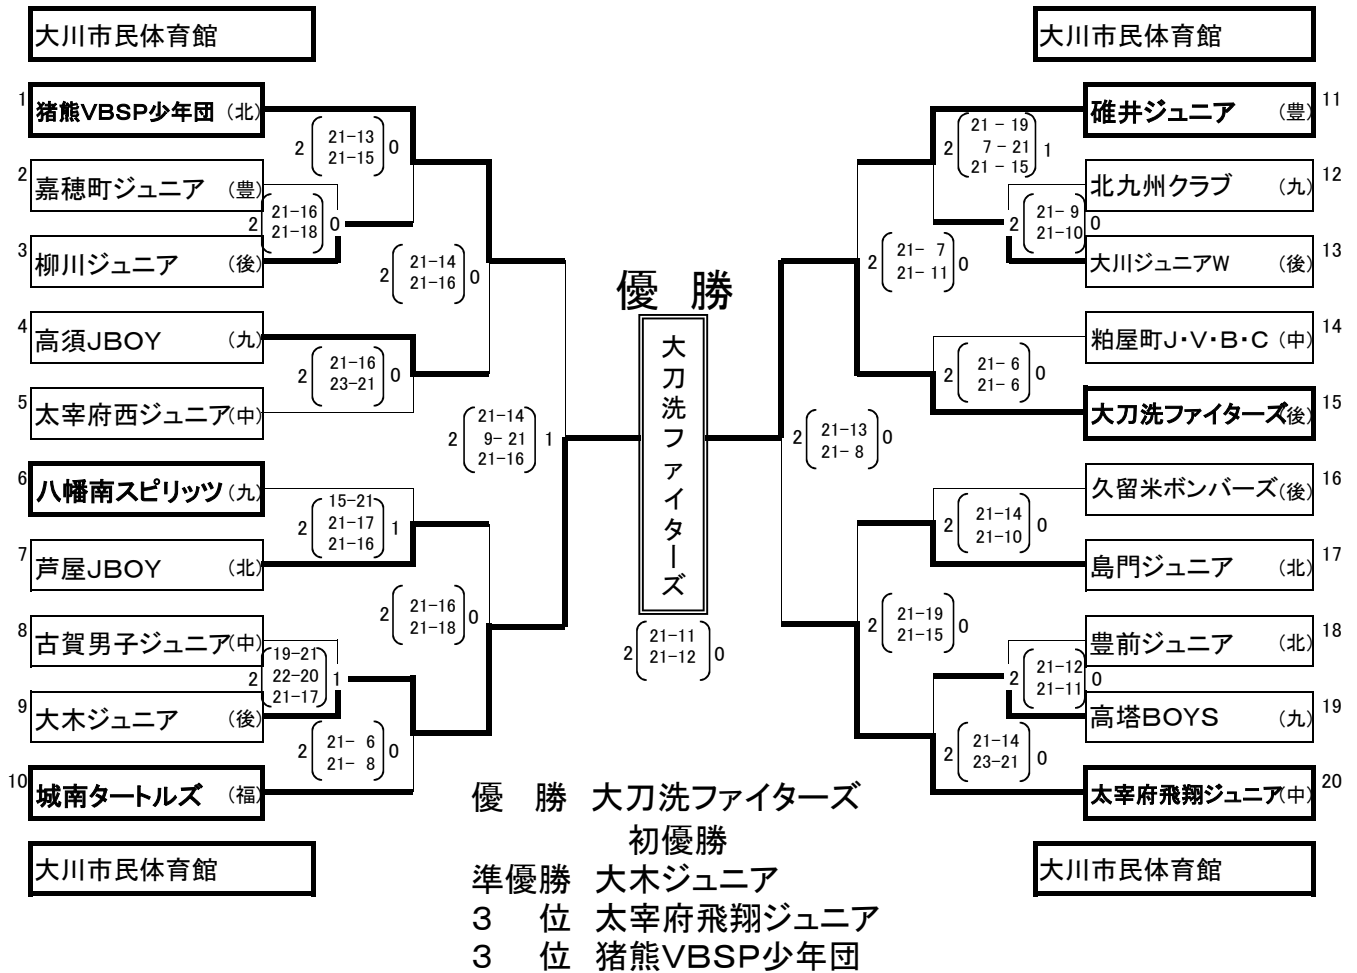 大川市民体育館
大川市民体育館
1 猪熊VBSP少年団 (北)
2 嘉穂町ジュニア (豊)
3 柳川ジュニア (後)
4 高須JBOY (九)
5 太宰府西ジュニア(中)
6 八幡南スピリッツ(九)
7 芦屋JBOY (北)
8 古賀男子ジュニア(中)
9 大木ジュニア (後)
10 城南タートルズ (福)
2 21-13 0
21-15
2 21-16 0
21-18
2 21-14 0
21-16
2 21-16 0
23-21
21-14
2 9-21 1
21-16
15-21
2 21-17 1
21-16
2 21-16 0
21-18
19-21
2 22-20 1
21-17
2 21- 6 0
21- 8
優 勝
大刀洗ファイターズ
2 21-11 0
21-12
碓井ジュニア (豊) 11
北九州クラブ (九) 12
大川ジュニアW (後) 13
粕屋町J・V・B・C (中) 14
大刀洗ファイターズ(後) 15
久留米ボンバーズ(後) 16
島門ジュニア (北) 17
豊前ジュニア (北) 18
高塔BOYS (九) 19
太宰府飛翔ジュニア(中) 20
21 - 19
2 7 - 21 1
21 - 15
2 21- 9 0
21-10
2 21- 7 0
21- 11
2 21- 6 0
21- 6
2 21-13 0
21- 8
2 21-14 0
21-10
2 21-19 0
21-15
2 21-12 0
21-11
2 21-14 0
23-21
大川市民体育館
大川市民体育館
優 勝 大刀洗ファイターズ
初優勝
準優勝 大木ジュニア
3 位 太宰府飛翔ジュニア
3 位 猪熊VBSP少年団